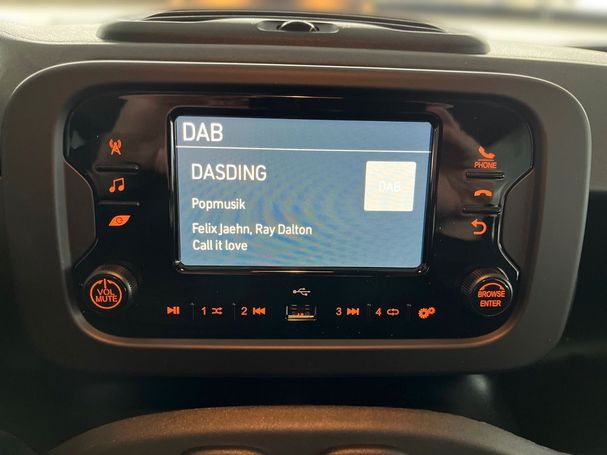 DAB
DASDING
DAB
Popmusik
Felix Jaehn, Ray Dalton
Call it love
PHONE
VOL
MUTE
BROWSE
ENTER
1
2
3
4